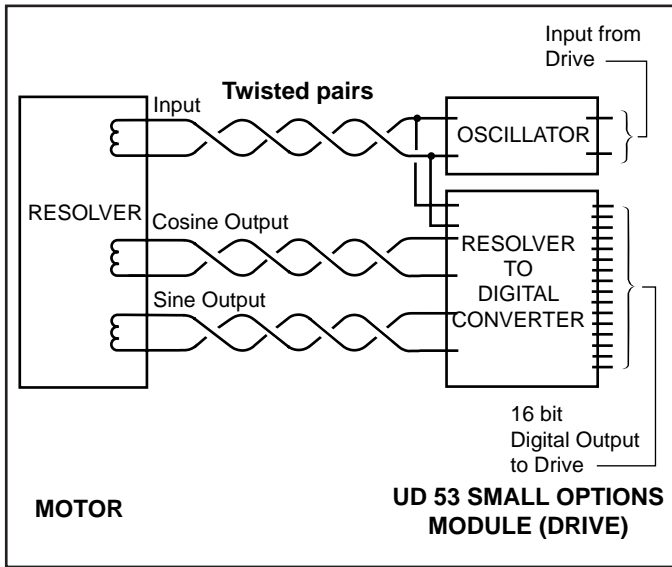 Input from
Drive
Input
Twisted pairs
OSCILLATOR
RESOLVER
Cosine Output
RESOLVER
TO
DIGITAL
CONVERTER
Sine Output
16 bit
Digital Output
to Drive
MOTOR
UD 53 SMALL OPTIONS
MODULE (DRIVE)